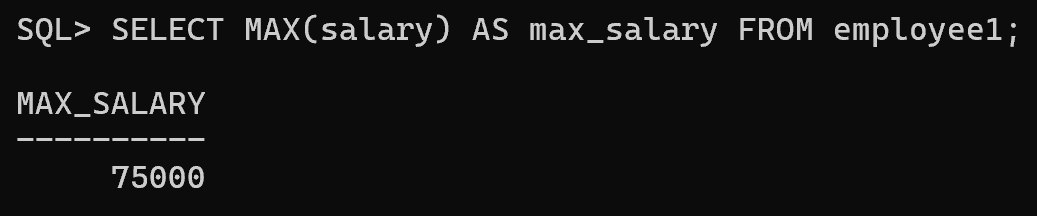 SQL> SELECT MAX(salary) AS max_salary FROM employee1;
MAX_SALARY
----------
75000